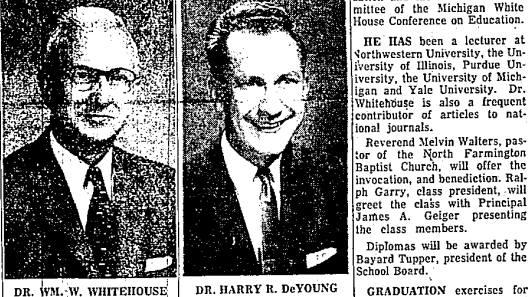 DR. WM. W. WHITEHOUSE
DR. HARRY R. DeYOUNG
mittee of the Michigan White
House Conference on Education.
HE HAS been a lecturer at
Northwestern University, the Un-
iversity of Illinois, Purdue Un-
iversity, the University of Mich-
igan and Yale University. Dr.
Whitehouse is also a frequent
contributor of articles to nat-
ional journals.
Reverend Melvin Walters, pas-
tor of the North Farmington
Baptist Church, will offer the
invocation, and benediction. Ral-
ph Garry, class president, will
greet the class with Principal
James A. Geiger presenting
the class members.
Diplomas will be awarded by
Bayard Tupper, president of the
School Board.
GRADUATION exercises for